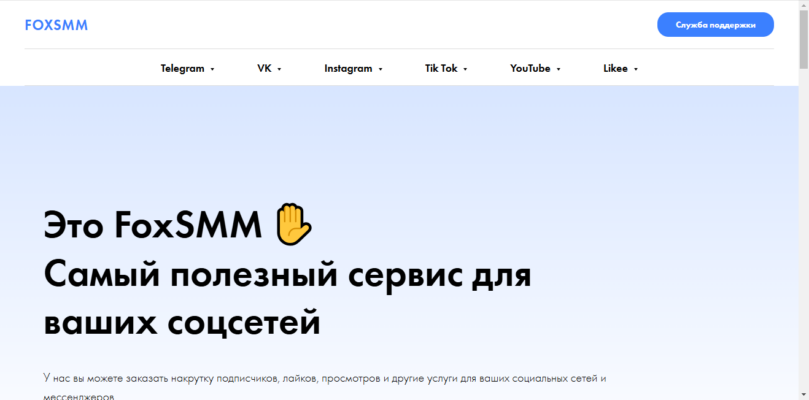 FOXSMM
Служба поддержки
Telegram
VK
Instagram
Tik Tok
YouTube
Likee
Это FoxSMM
Самый полезный сервис для
ваших соцсетей
У нас вы можете заказать накрутку подписчиков, лайков, просмотров и другие услуги для ваших социальных сетей и
мессенджеров